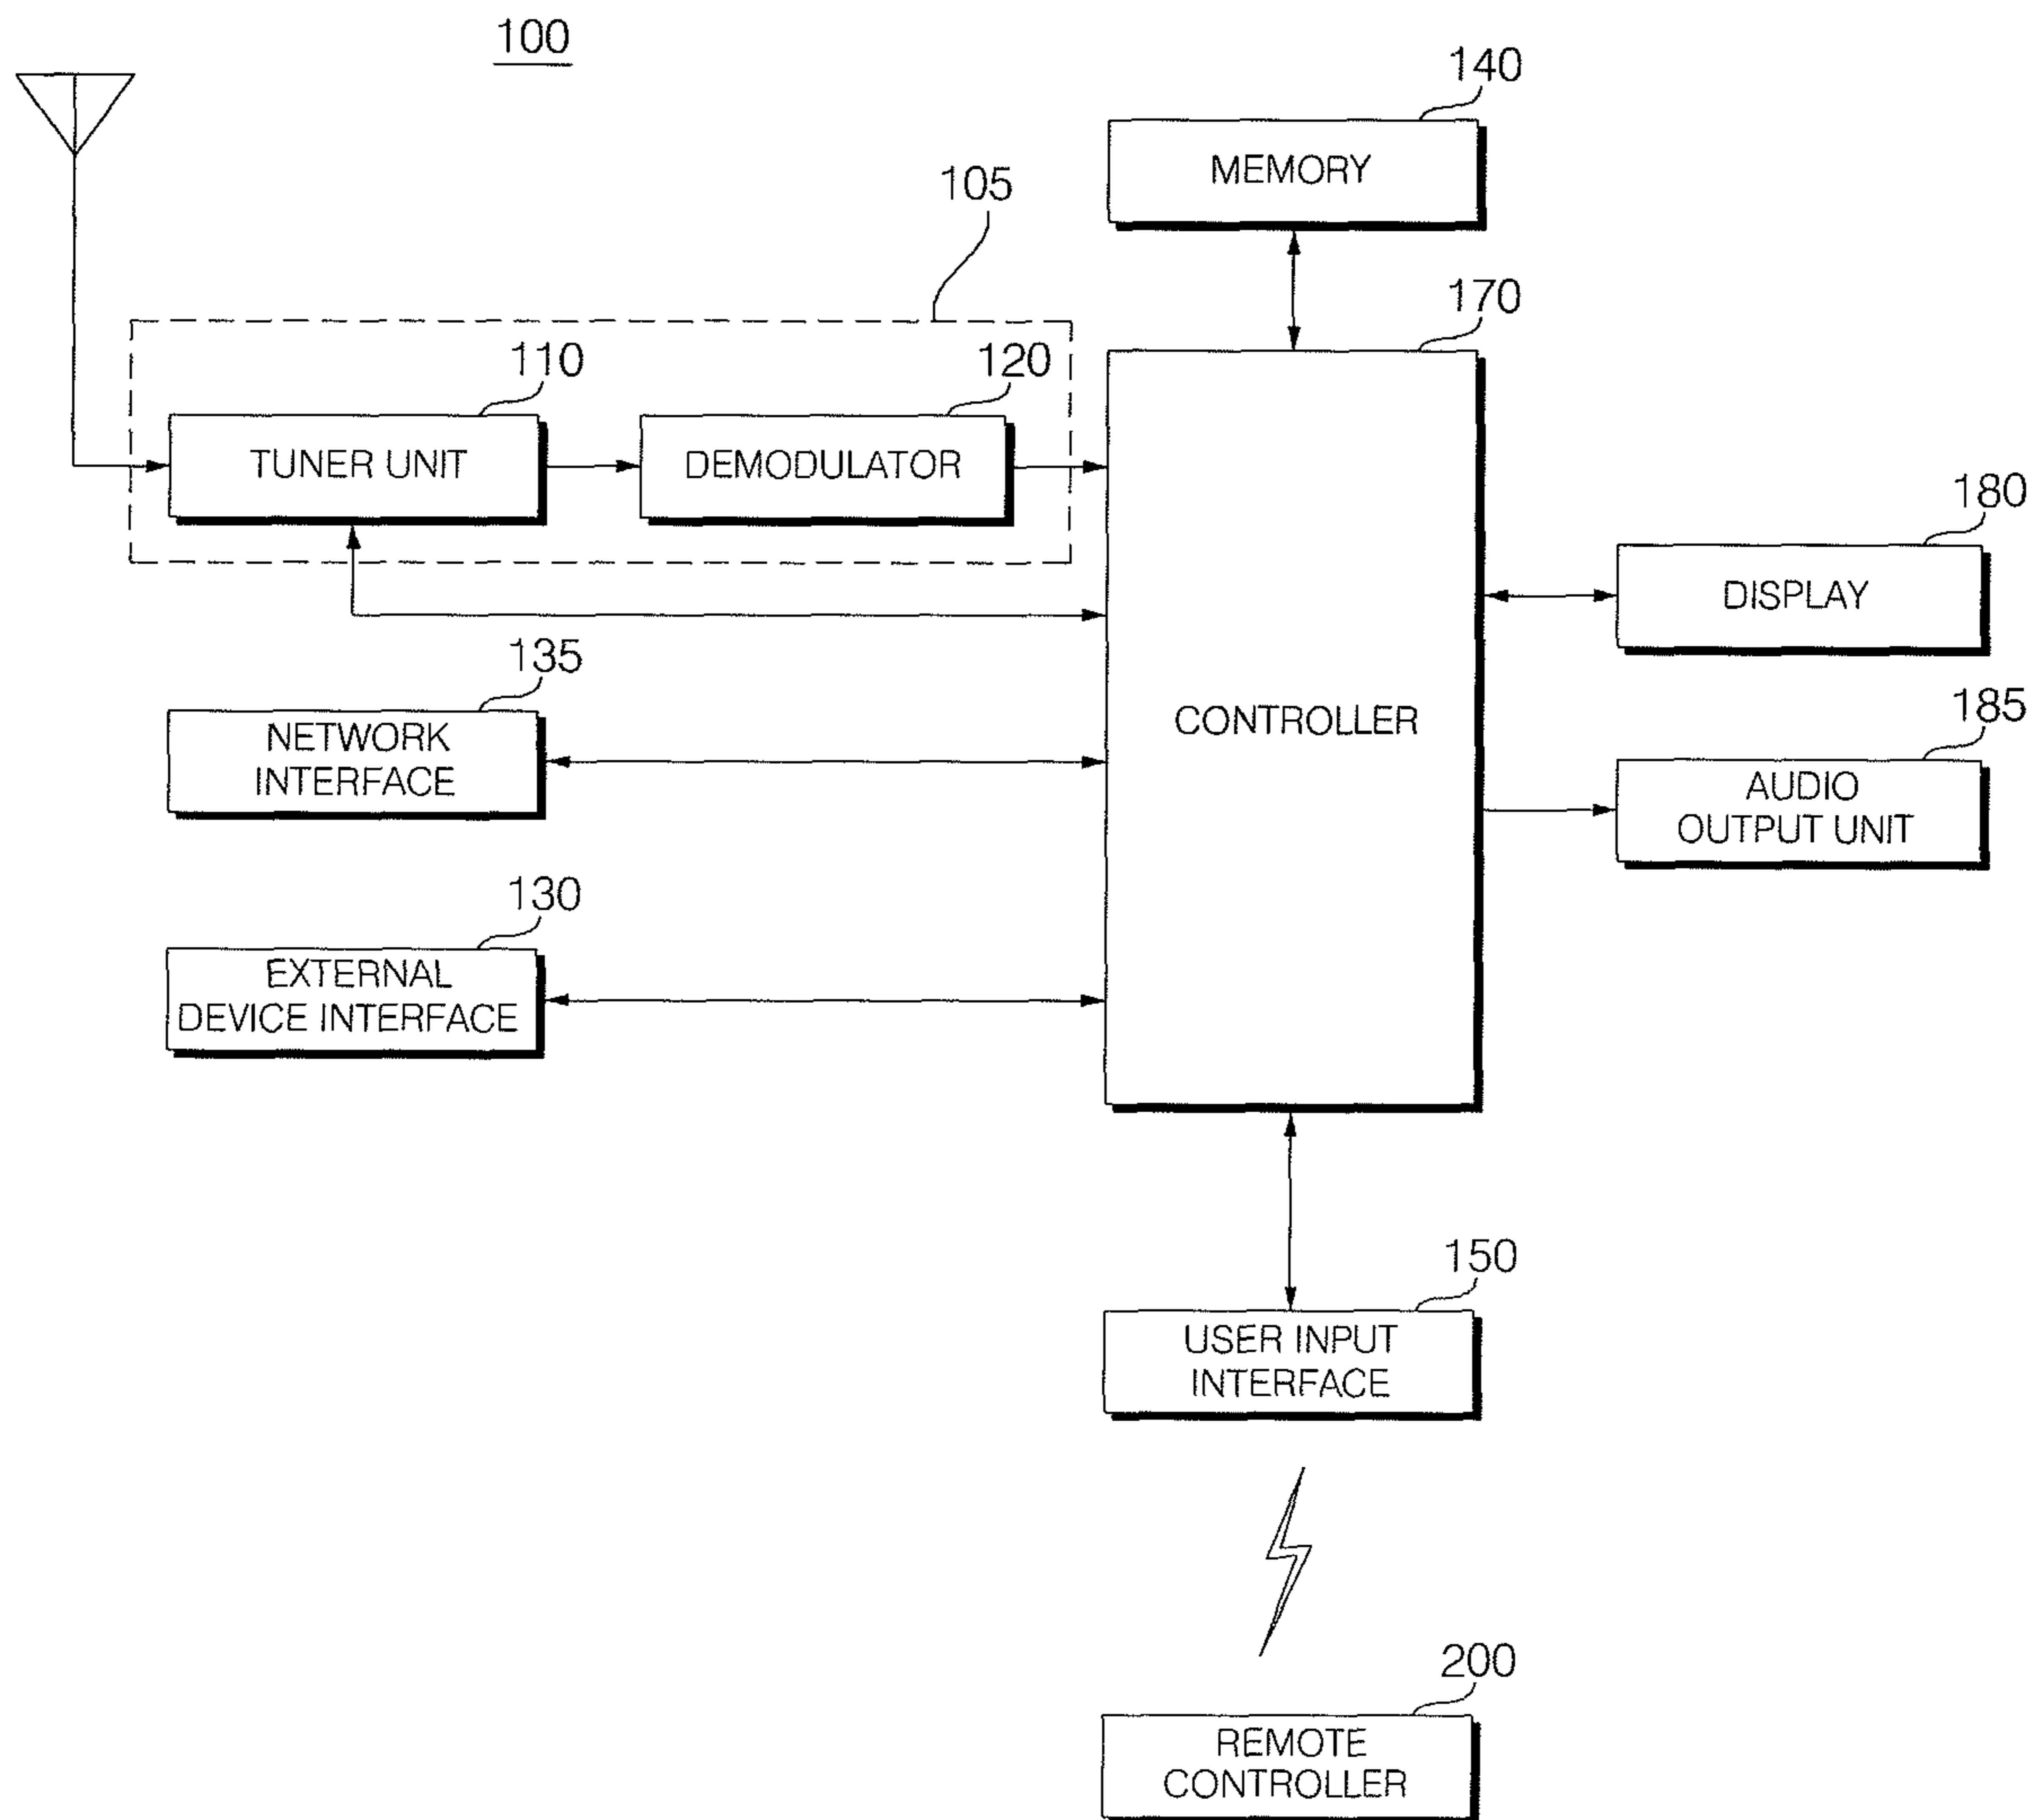 100
140
MEMORY
105
170
110
120
TUNER UNIT
DEMODULATOR
180
DISPLAY
135
NETWORK
INTERFACE
CONTROLLER
185
AUDIO
OUTPUT UNIT
130
EXTERNAL
DEVICE INTERFACE
150
USER INPUT
INTERFACE
200
REMOTE
CONTROLLER